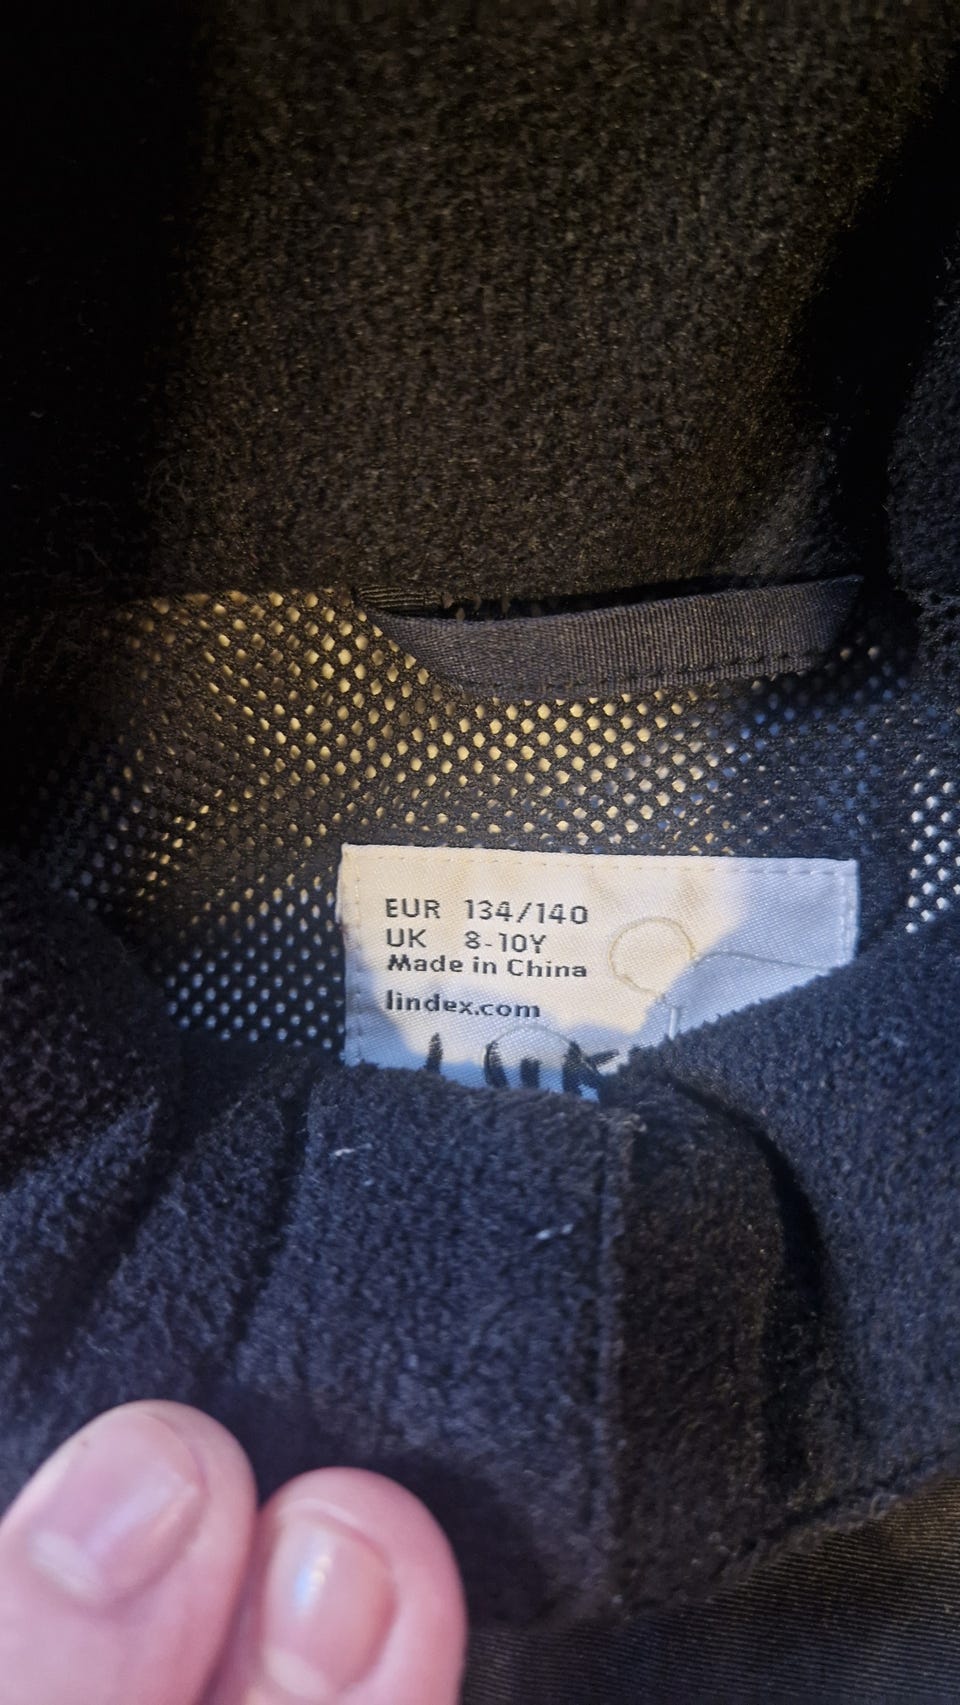 EUR 134/140
UK 8-10Y
Made in China
lindex.com